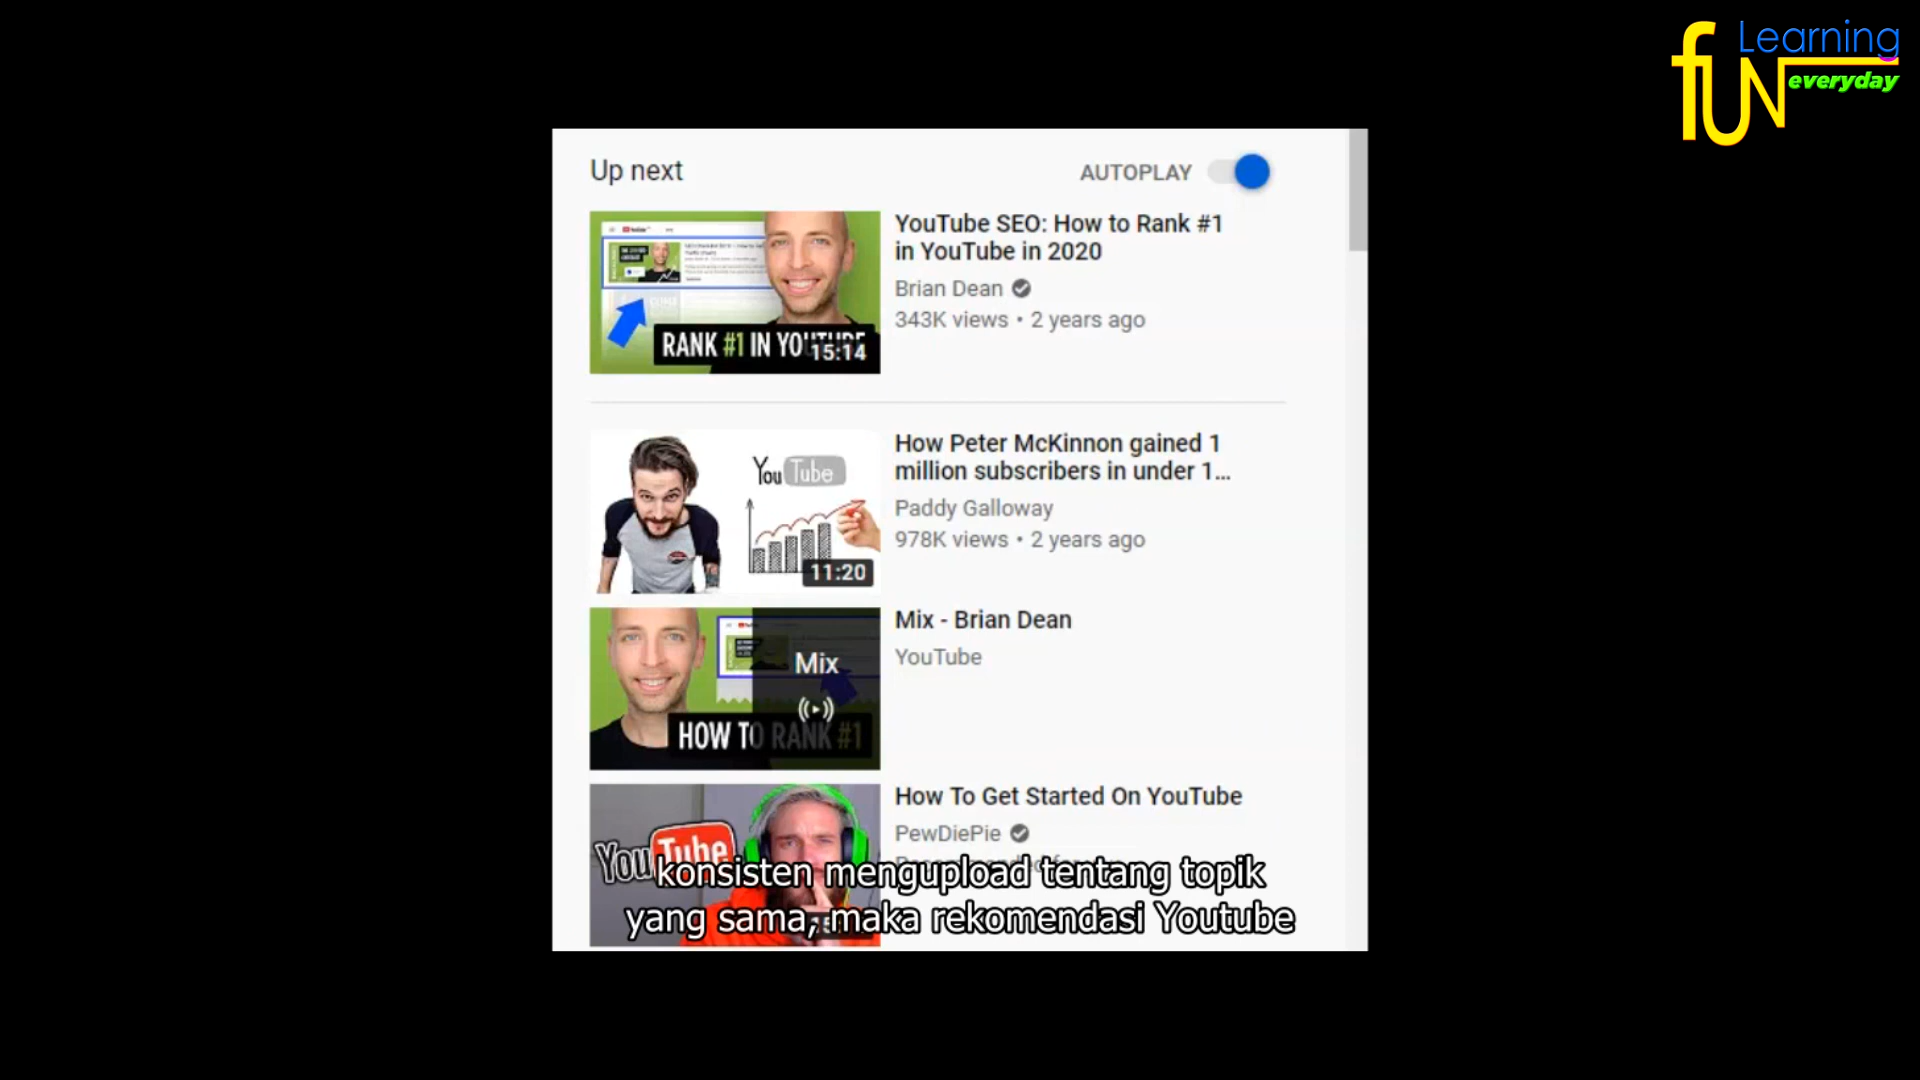 Learning
fUN
everyday
Up next
AUTOPLAY
RANK #1 IN YOUTUBE
15:14
YouTube SEO: How to Rank #1
in YouTube in 2020
Brian Dean
343K views • 2 years ago
You Tube
11:20
How Peter McKinnon gained 1
million subscribers in under 1...
Paddy Galloway
978K views • 2 years ago
Mix
HOW TO RANK #1
Mix - Brian Dean
YouTube
You Tube
How To Get Started On YouTube
PewDiePie
konsisten mengupload tentang topik
yang sama, maka rekomendasi Youtube